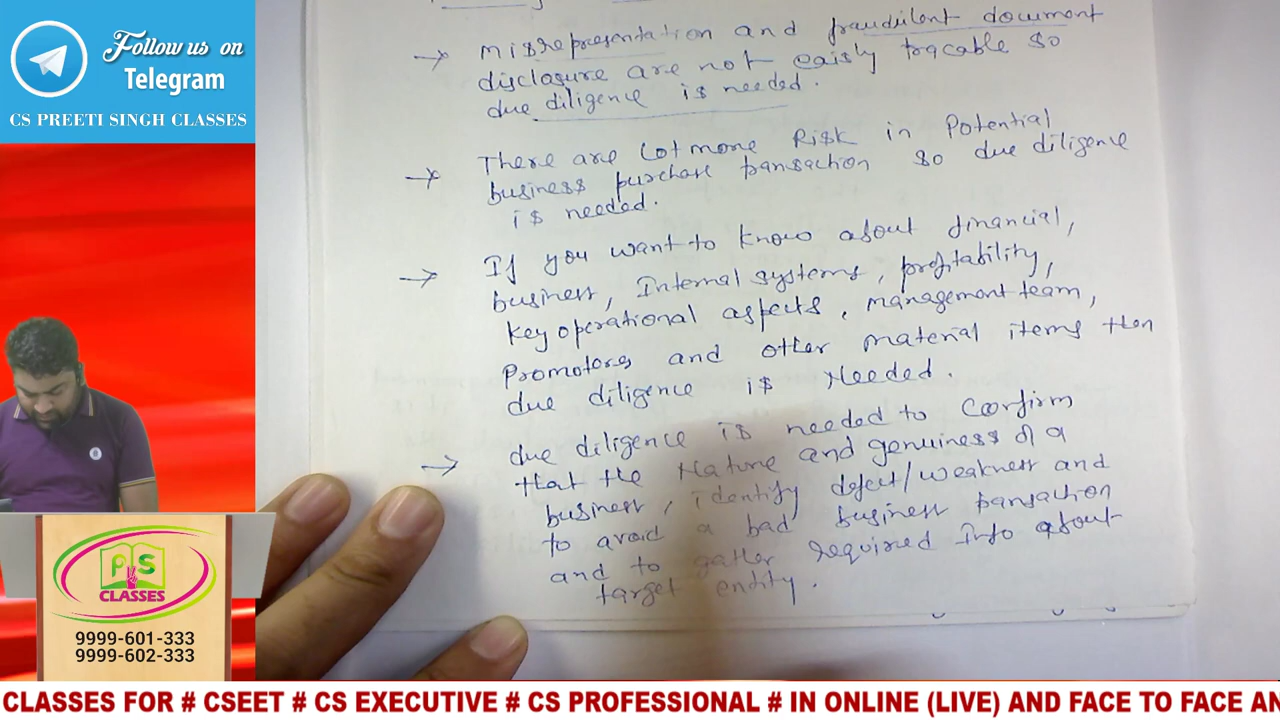 Follow us on
Telegram
CS PREETI SINGH CLASSES
→ Misrepresentation and fraudulent document
disclosure are not easily tracable so
due diligence is needed.
→ There are lot more Risk in Potential
business purchase transaction so due diligence
is needed.
→ If you want to know about financial,
business, Internal systems, profitability,
key operational aspects, management team,
Promotors and other material items then
due diligence is Needed.
→ due diligence is needed to Confirm
that the Nature and genuiness of a
business, identify defect/weakness and
to avoid a bad business transaction
and to gather required info about
target entity.
PS
CLASSES
9999-601-333
9999-602-333
CLASSES FOR # CSEET # CS EXECUTIVE # CS PROFESSIONAL # IN ONLINE (LIVE) AND FACE TO FACE AN